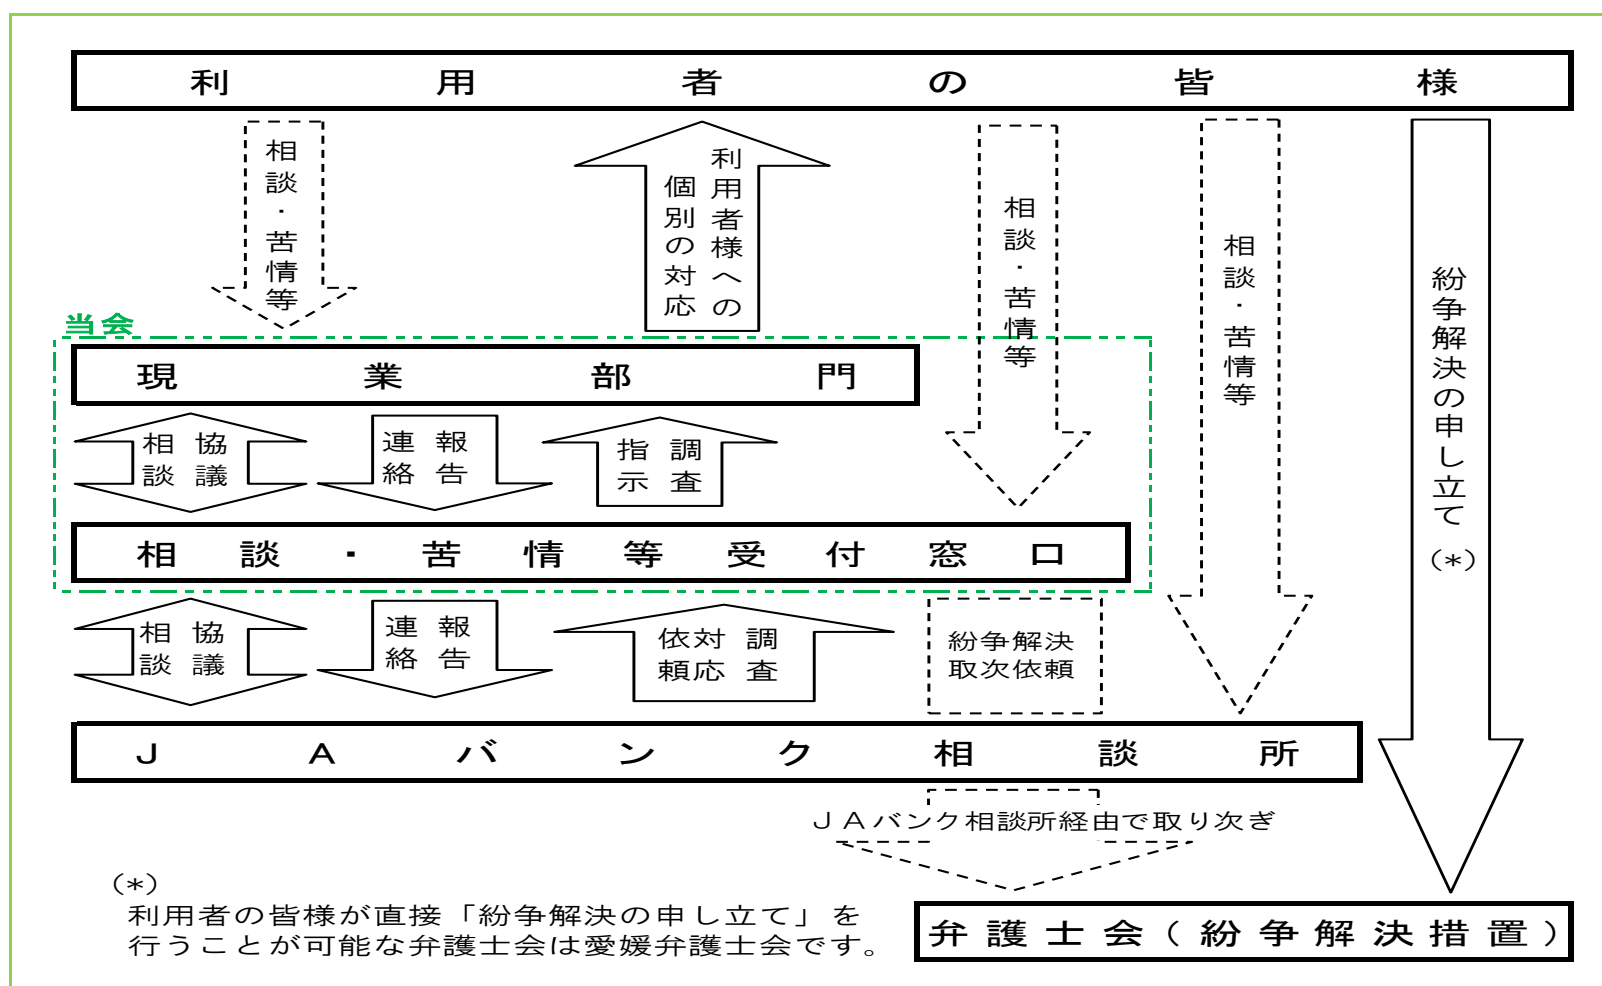 利用者の皆様
相談・苦情等
利用者様への
個別の対応
相談・苦情等
相談・苦情等
紛争解決の申し立て(*)
当会
現業部門
協議
相談
報告
連絡
調査
指示
相談・苦情等受付窓口
協議
相談
報告
連絡
調査
対応
依頼
紛争解決
取次依頼
JAバンク相談所
JAバンク相談所経由で取り次ぎ
(*)
利用者の皆様が直接「紛争解決の申し立て」を
行うことが可能な弁護士会は愛媛弁護士会です。
弁護士会(紛争解決措置)